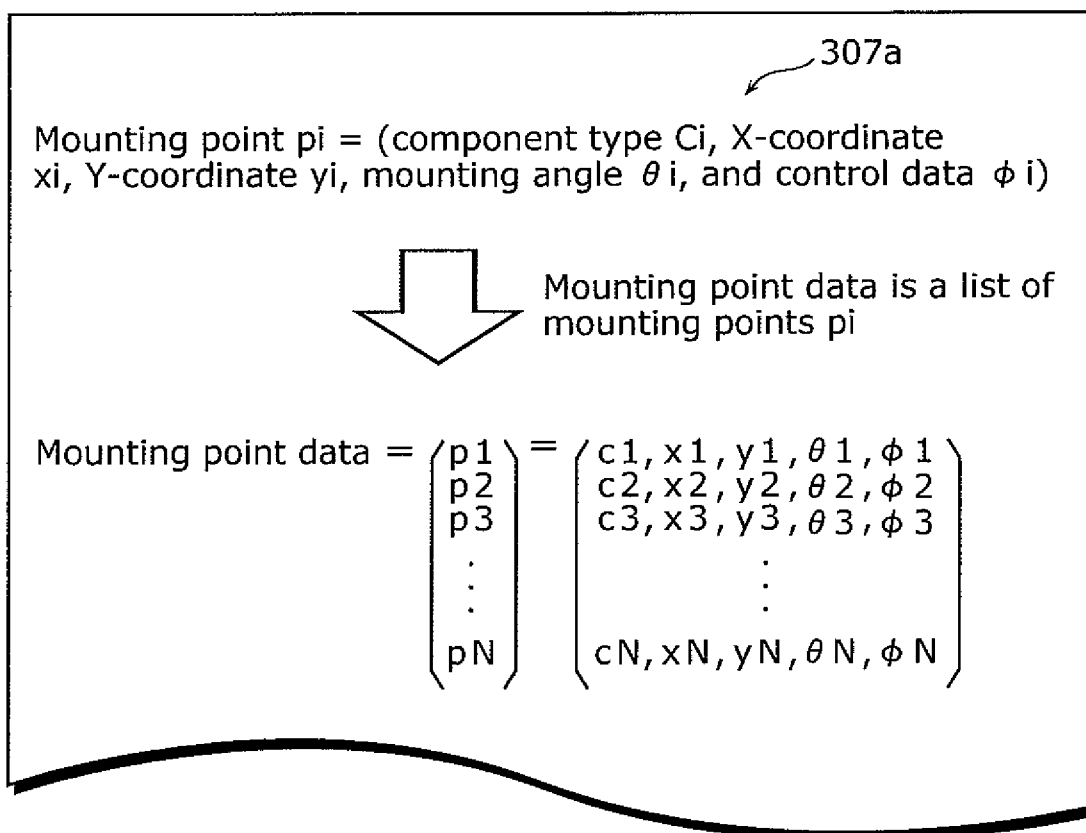 307a
Mounting point pi = (component type Ci, X-coordinate
xi, Y-coordinate yi, mounting angle θi, and control data φi)
Mounting point data is a list of
mounting points pi
Mounting point data = (p1) = (c1, x1, y1, θ1, φ1
p2 c2, x2, y2, θ2, φ2
p3 c3, x3, y3, θ3, φ3
. .
. .
. .
pN) cN, xN, yN, θN, φN)